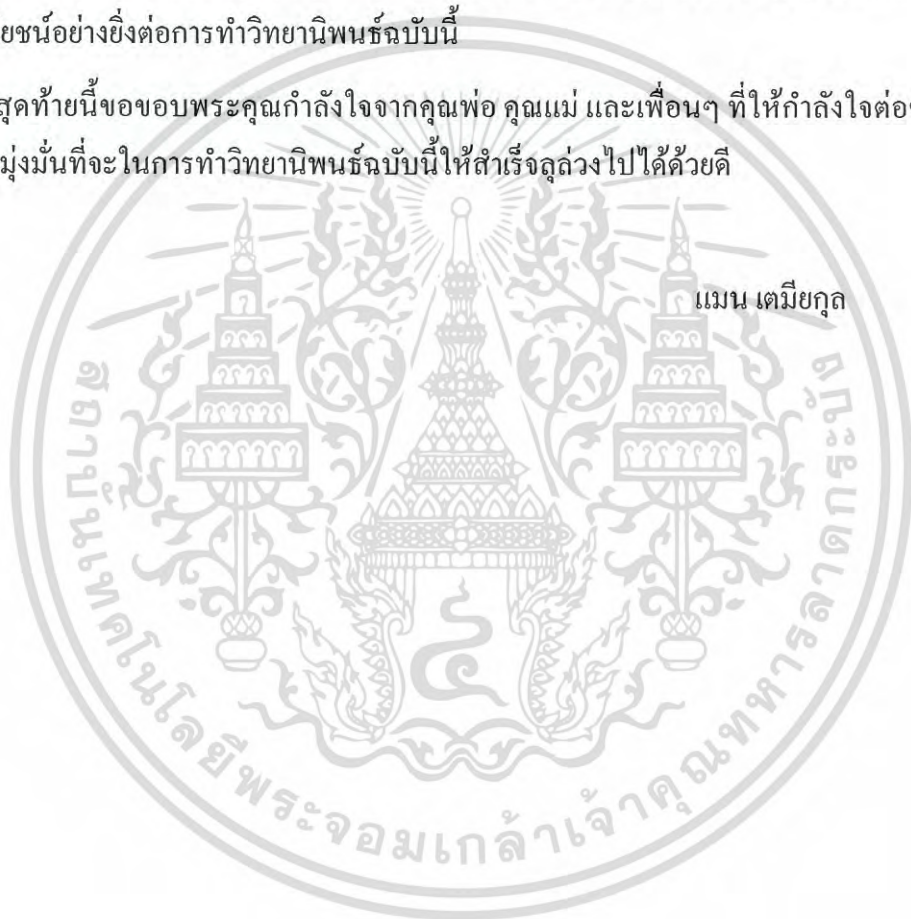 ยชน์อย่างยิ่งต่อการทำวิทยานิพนธ์ฉบับนี้
สุดท้ายนี้ขอขอบพระคุณกำลังใจจากคุณพ่อ คุณแม่ และเพื่อนๆ ที่ให้กำลังใจต่อ
มุ่งมั่นที่จะในการทำวิทยานิพนธ์ฉบับนี้ให้สำเร็จลุล่วงไปได้ด้วยดี
แมน เตมียกุล
สถาบันเทคโนโลยีพระจอมเกล้าเจ้าคุณทหารลาดกระบัง
๔